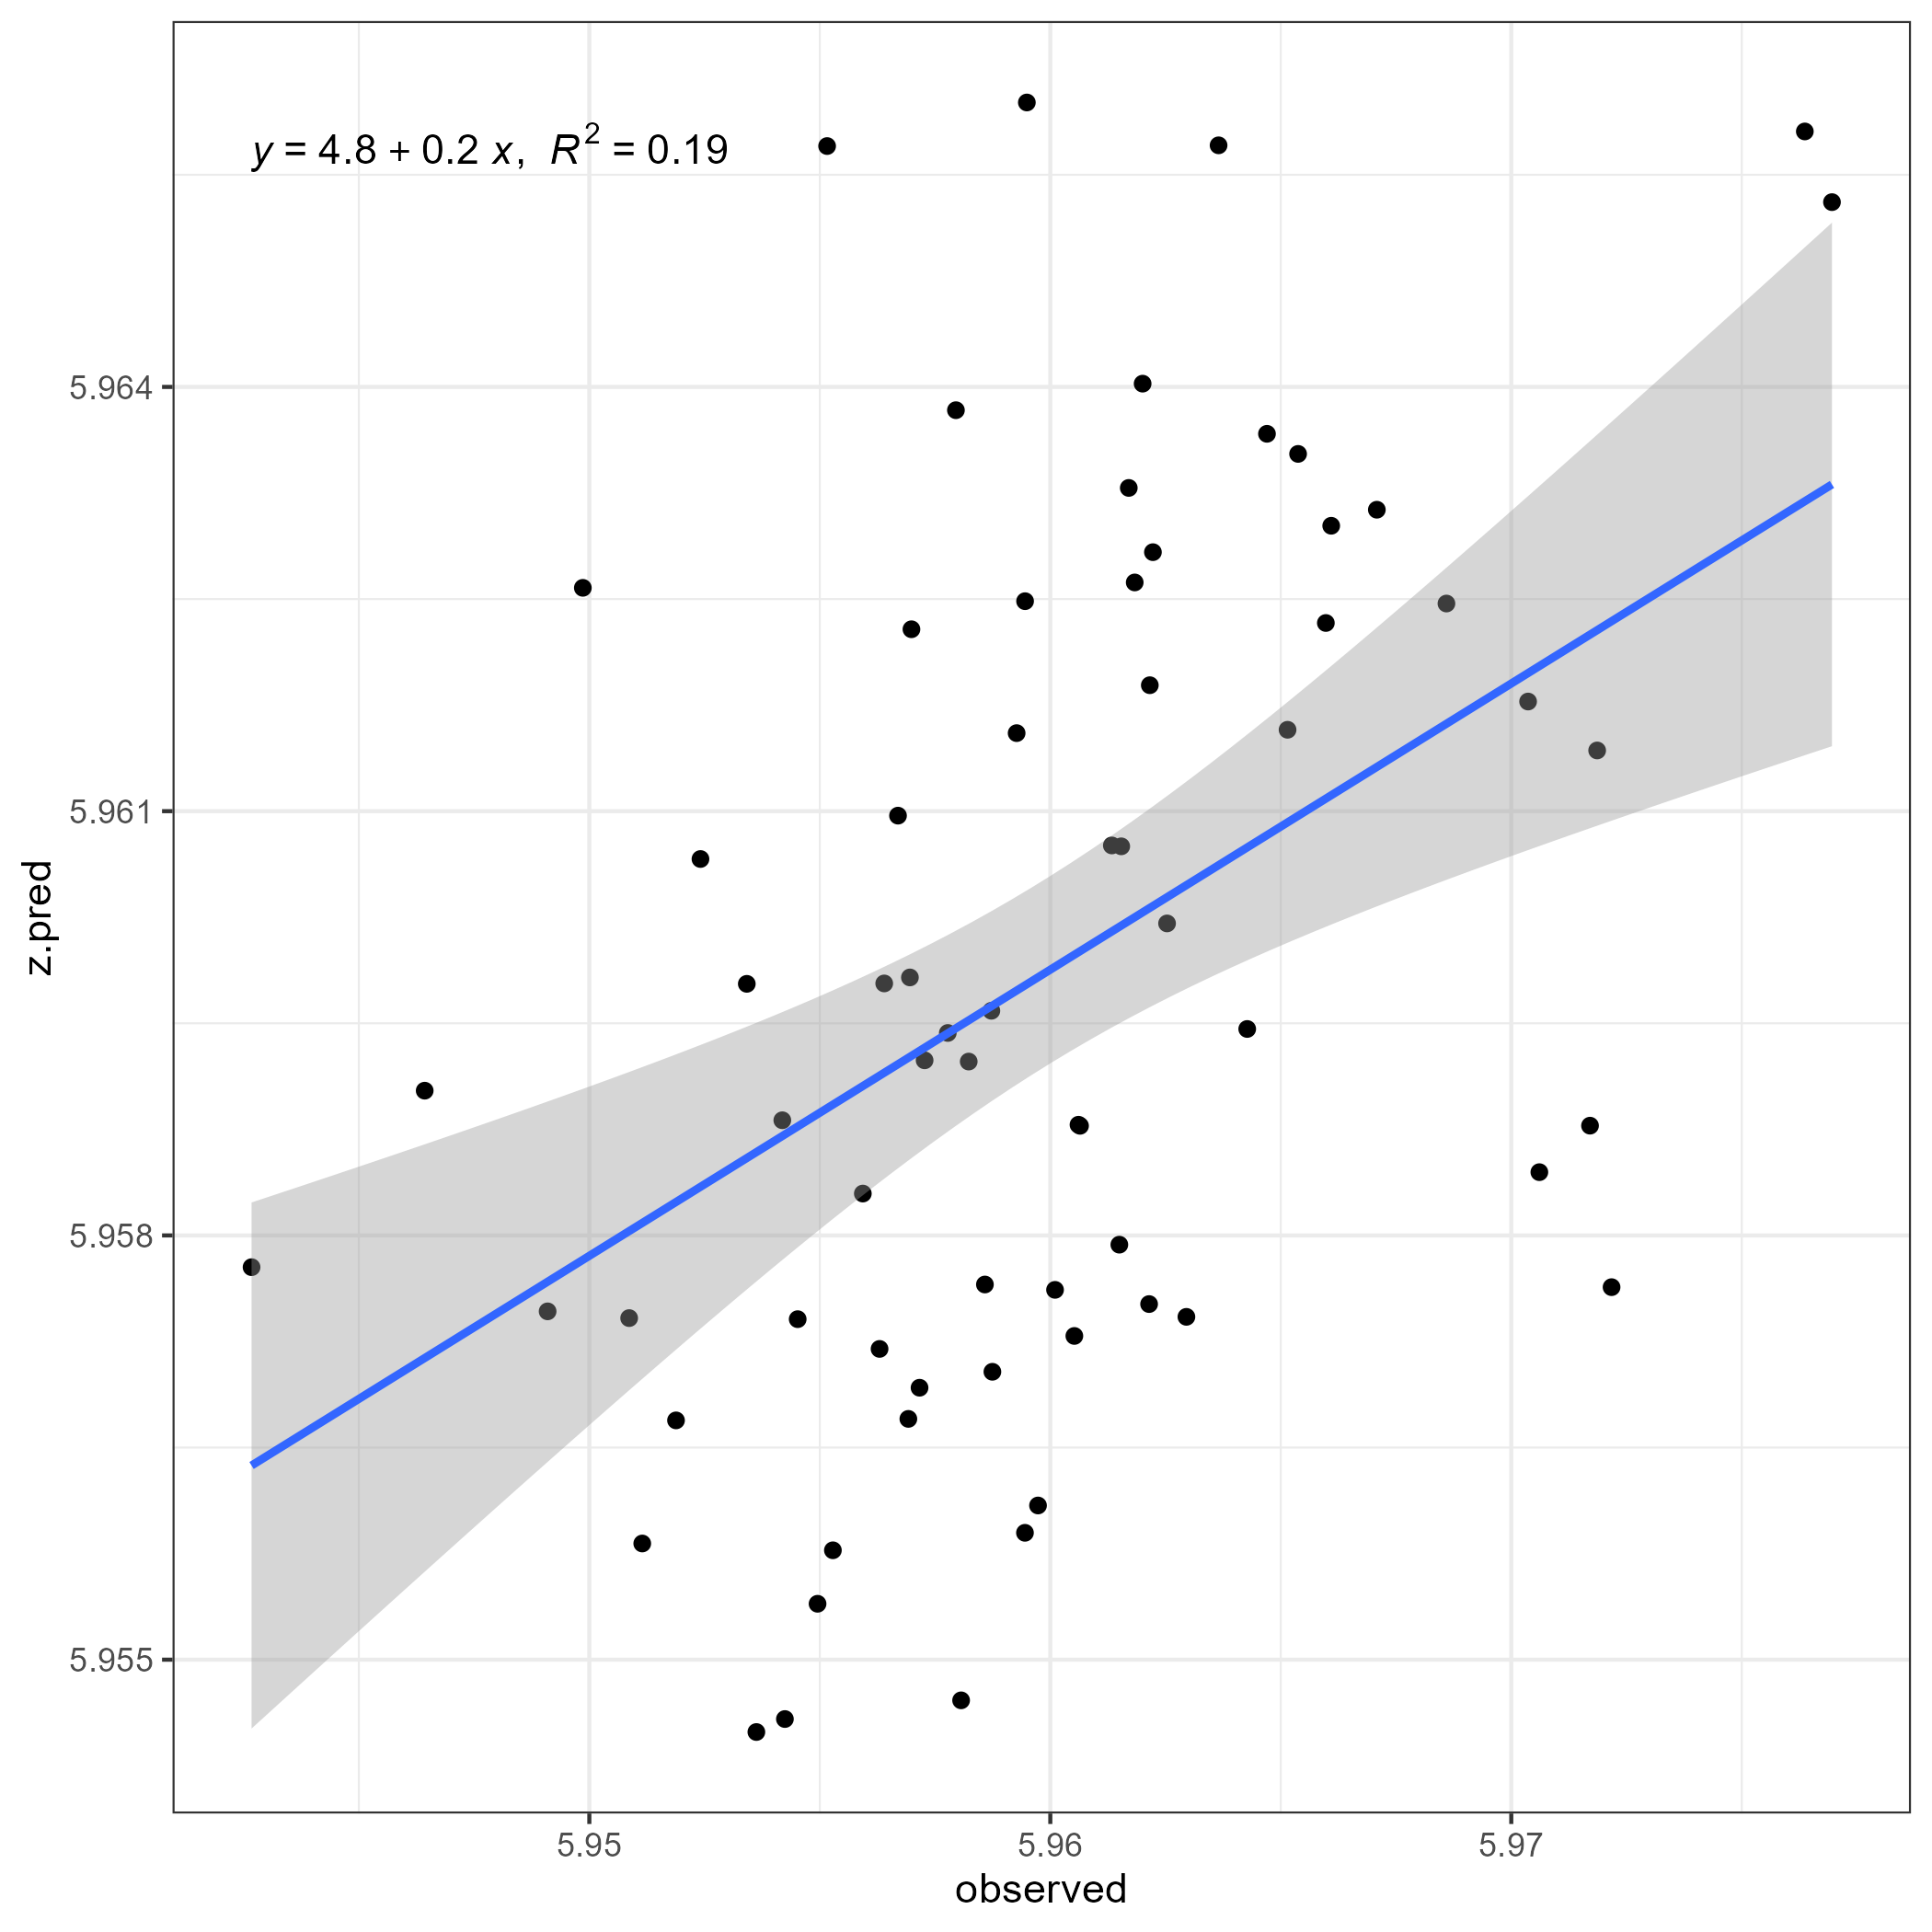 y = 4.8 + 0.2 x, R² = 0.19
5.964
5.961
5.958
5.955
z.pred
5.95 5.96 5.97
observed